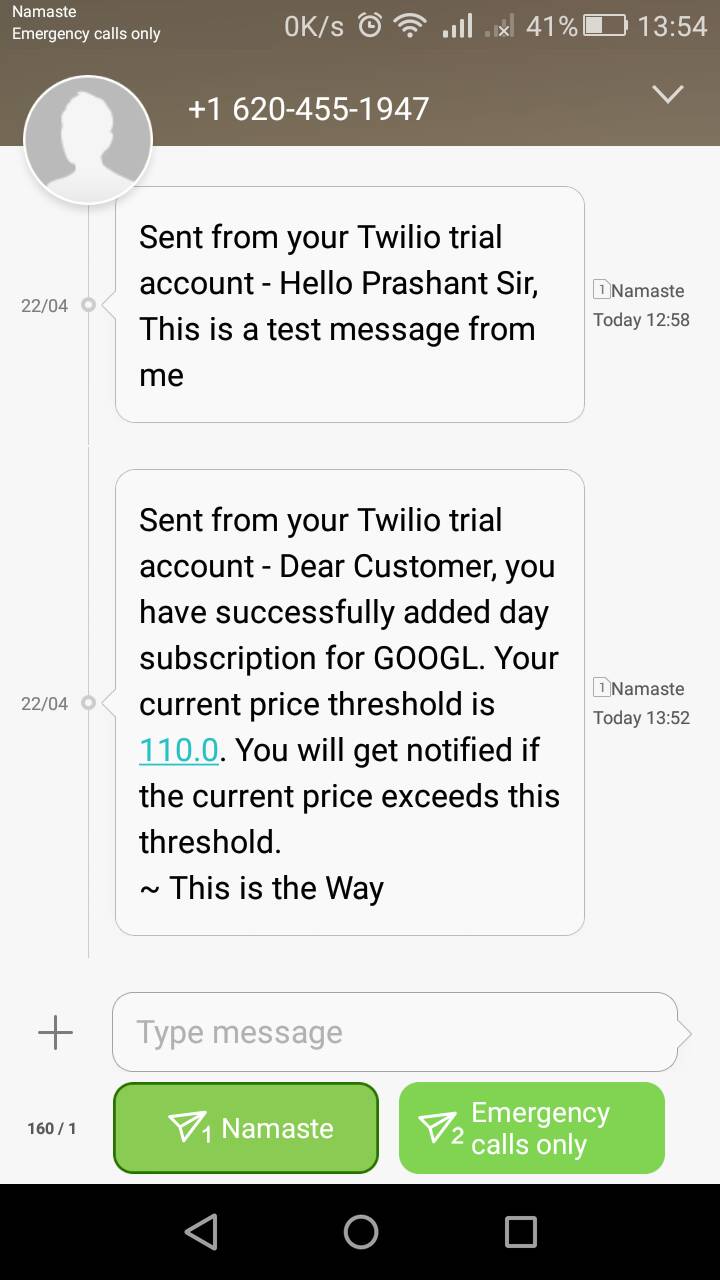 Namaste
Emergency calls only
0K/s 41% 13:54
+1 620-455-1947
Sent from your Twilio trial
account - Hello Prashant Sir,
This is a test message from
me
22/04
1 Namaste
Today 12:58
Sent from your Twilio trial
account - Dear Customer, you
have successfully added day
subscription for GOOGL. Your
current price threshold is
110.0. You will get notified if
the current price exceeds this
threshold.
~ This is the Way
22/04
1 Namaste
Today 13:52
Type message
160 / 1
1 Namaste
2 Emergency
calls only